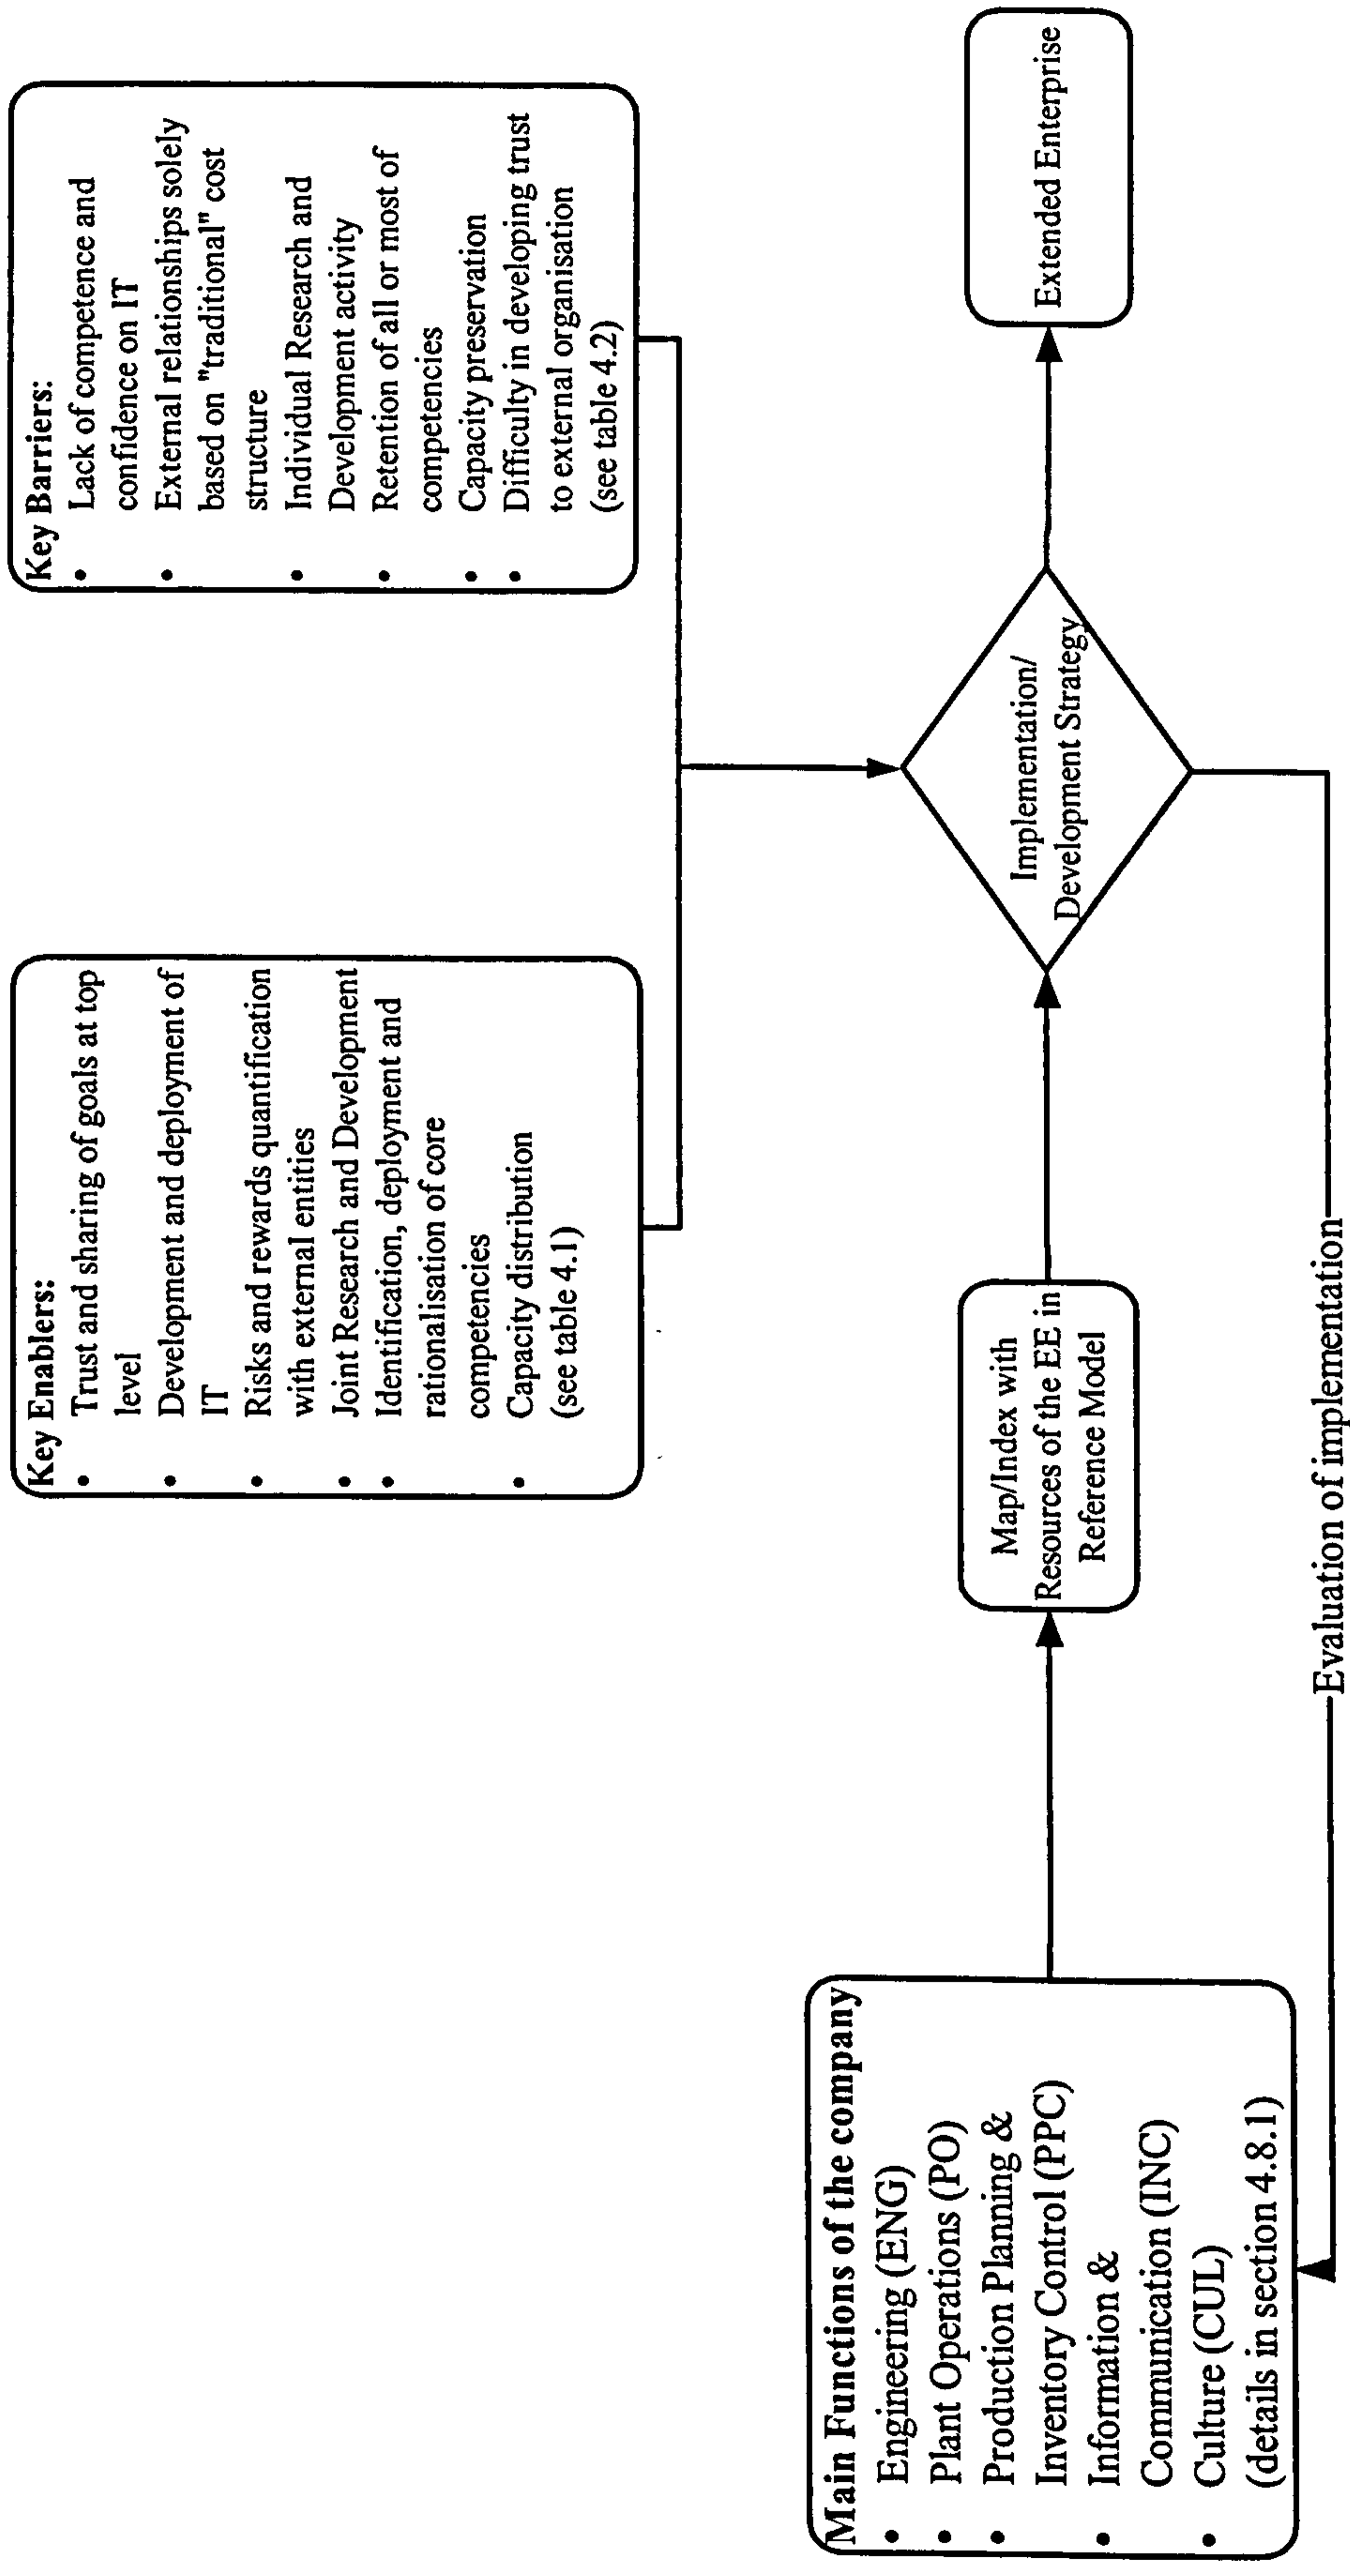 Key Enablers:
• Trust and sharing of goals at top
level
• Development and deployment of
IT
• Risks and rewards quantification
with external entities
• Joint Research and Development
• Identification, deployment and
rationalisation of core
competencies
• Capacity distribution
(see table 4.1)
Key Barriers:
• Lack of competence and
confidence on IT
• External relationships solely
based on "traditional" cost
structure
• Individual Research and
Development activity
• Retention of all or most of
competencies
• Capacity preservation
• Difficulty in developing trust
to external organisation
(see table 4.2)
Main Functions of the company
• Engineering (ENG)
• Plant Operations (PO)
• Production Planning &
Inventory Control (PPC)
• Information &
Communication (INC)
• Culture (CUL)
(details in section 4.8.1)
Map/Index with
Resources of the EE in
Reference Model
Implementation/
Development Strategy
Extended Enterprise
Evaluation of implementation